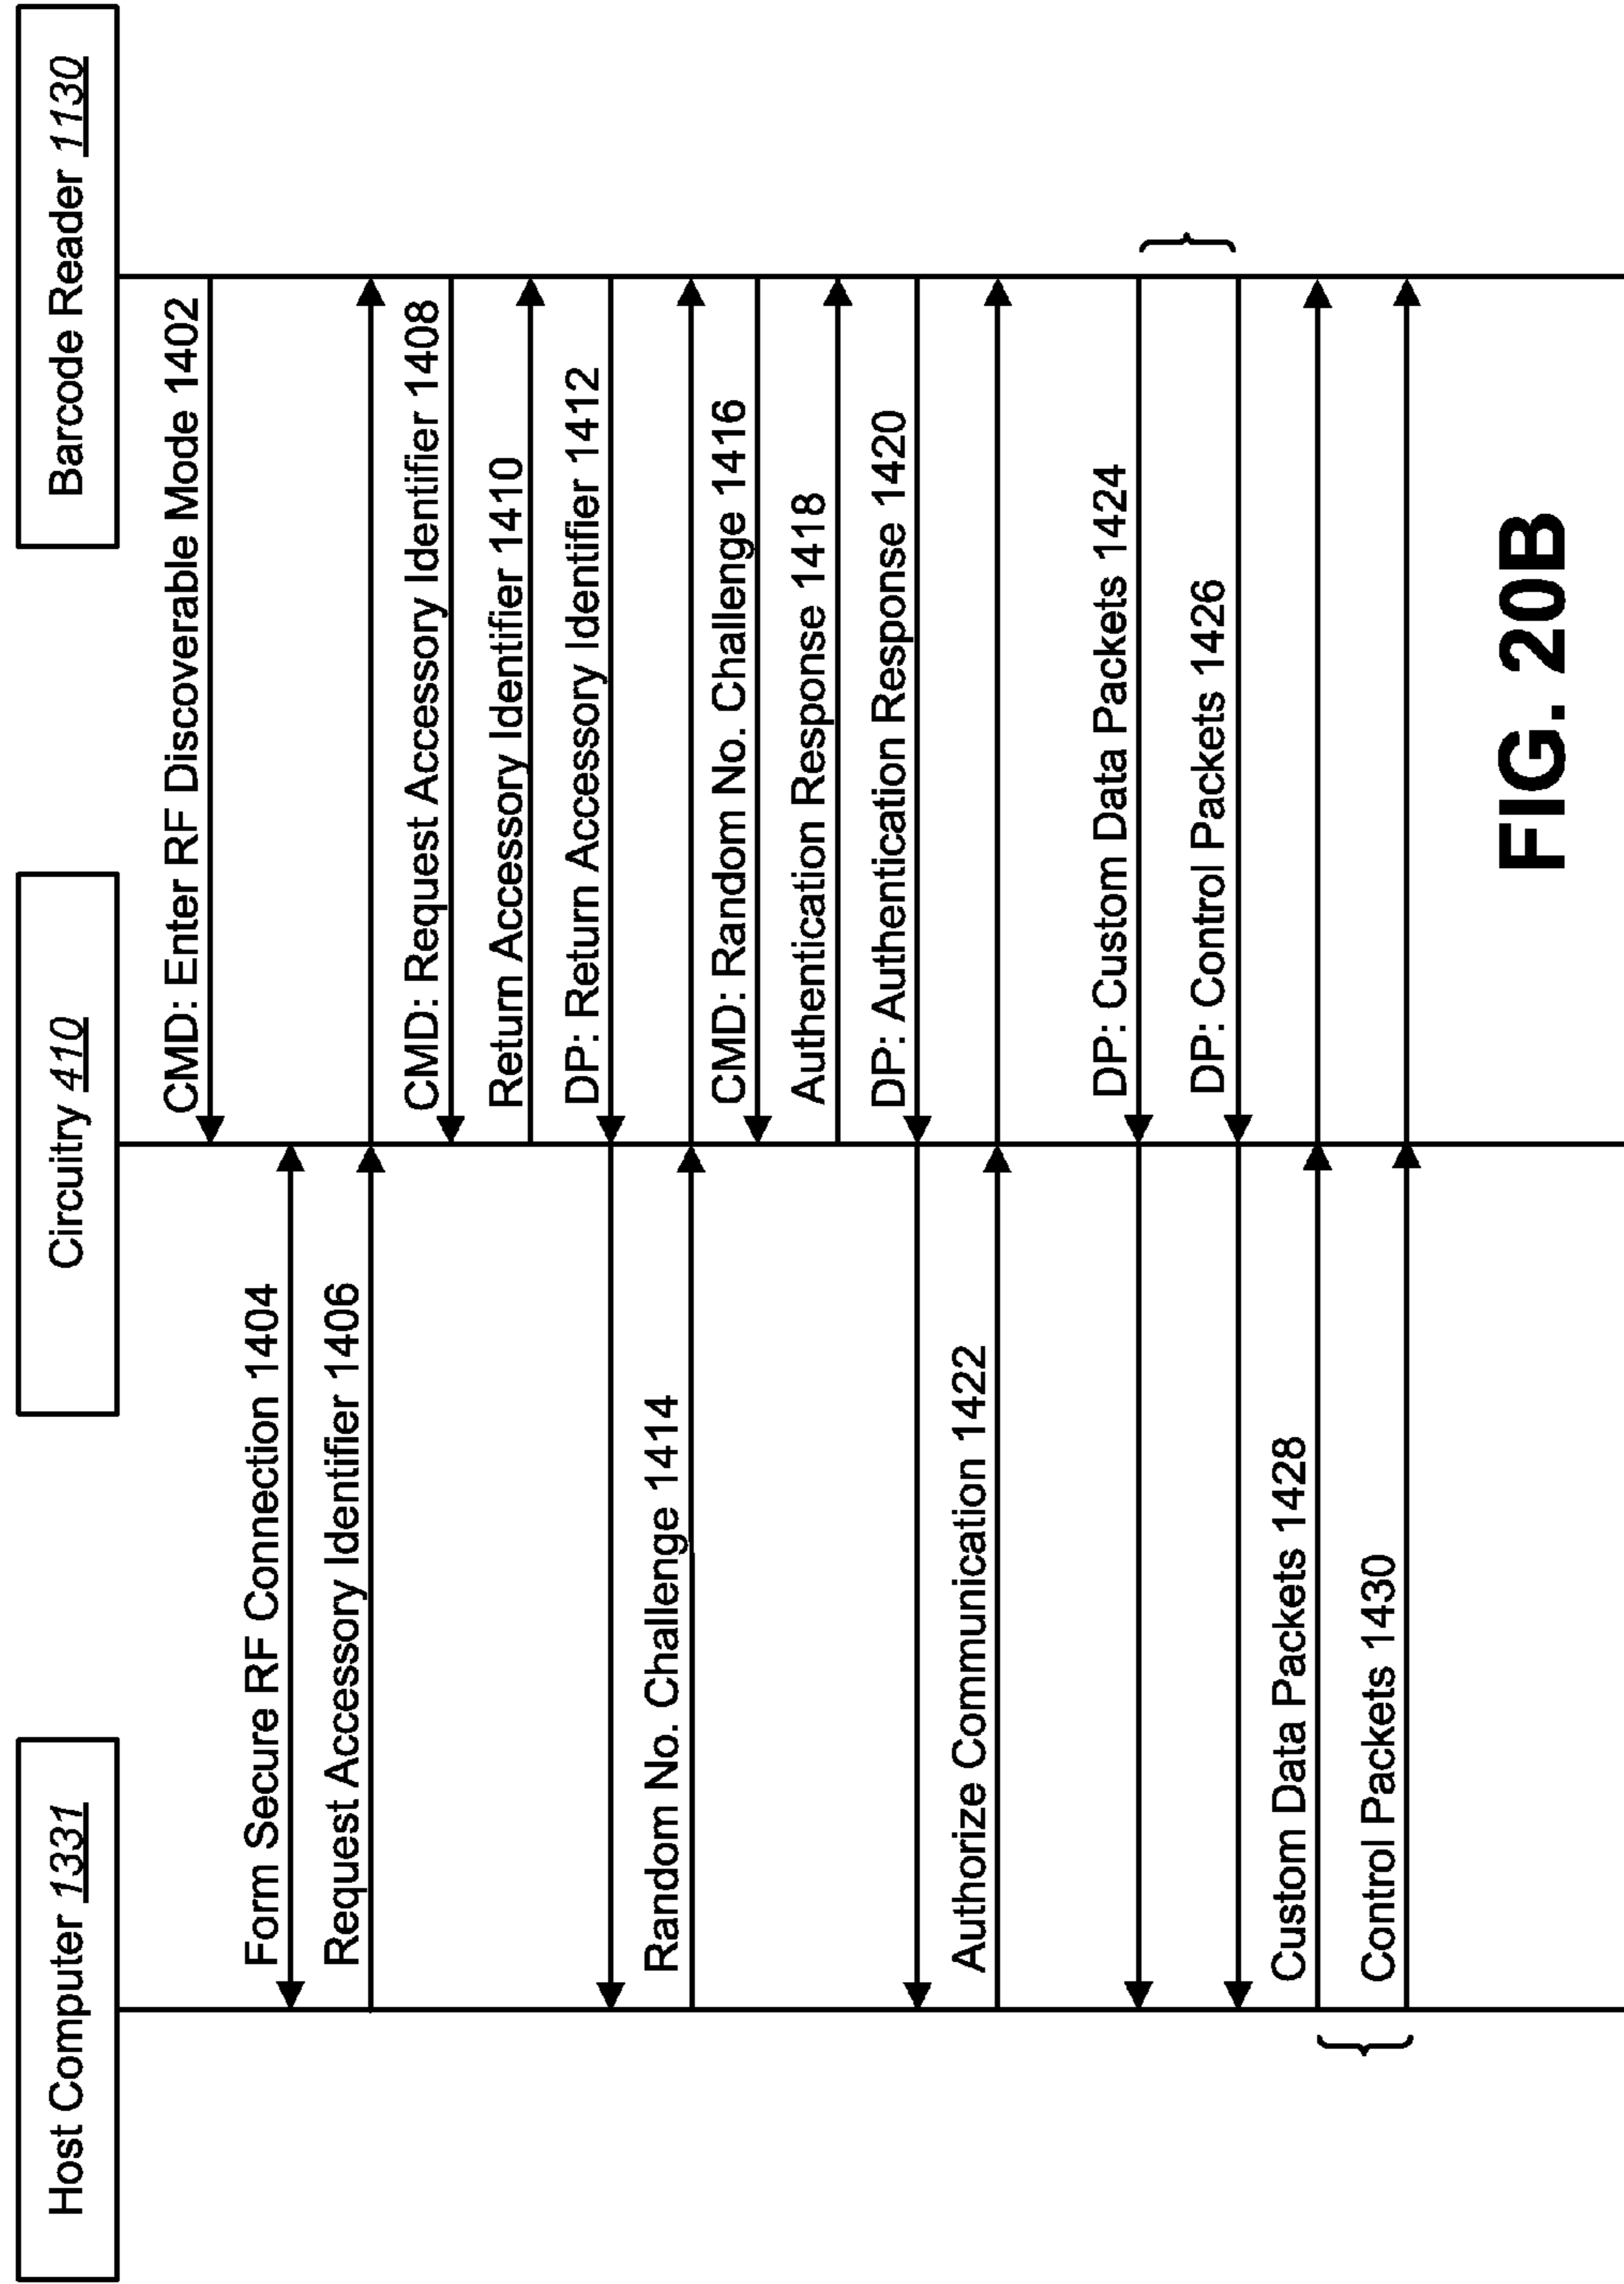 Host Computer 1331
Circuitry 410
Barcode Reader 1130
CMD: Enter RF Discoverable Mode 1402
Form Secure RF Connection 1404
Request Accessory Identifier 1406
CMD: Request Accessory Identifier 1408
Return Accessory Identifier 1410
DP: Return Accessory Identifier 1412
Random No. Challenge 1414
CMD: Random No. Challenge 1416
Authentication Response 1418
DP: Authentication Response 1420
Authorize Communication 1422
DP: Custom Data Packets 1424
DP: Control Packets 1426
Custom Data Packets 1428
Control Packets 1430
FIG. 20B